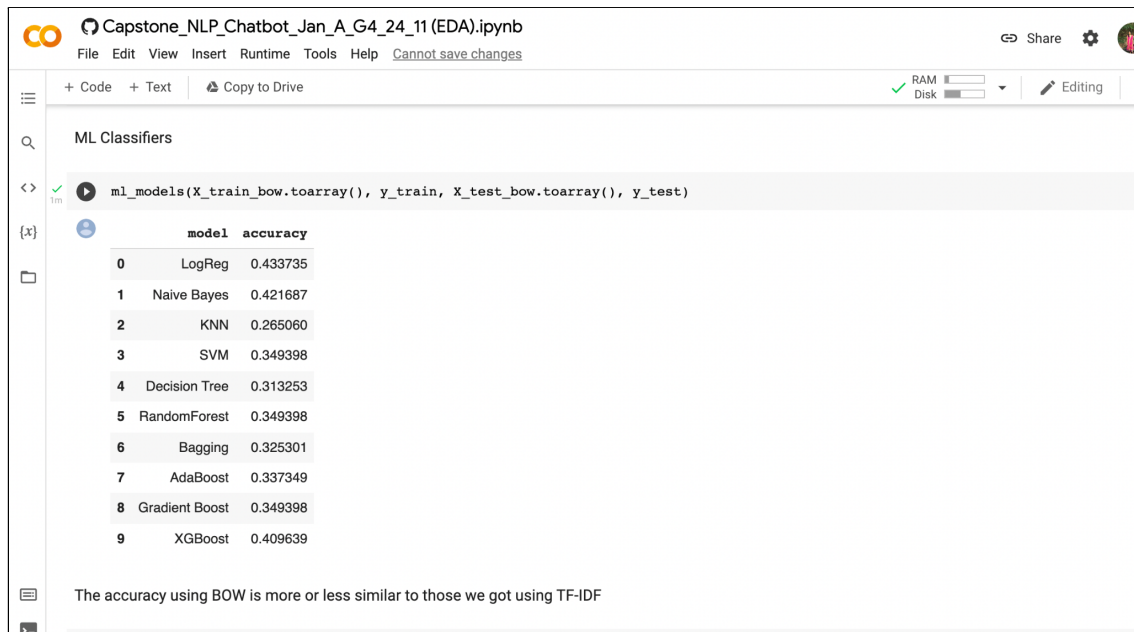 Capstone_NLP_Chatbot_Jan_A_G4_24_11 (EDA).ipynb
File Edit View Insert Runtime Tools Help Cannot save changes
Share
+ Code + Text Copy to Drive
RAM
Disk
Editing
ML Classifiers
1m
ml_models(X_train_bow.toarray(), y_train, X_test_bow.toarray(), y_test)
{x}
model accuracy
0 LogReg 0.433735
1 Naive Bayes 0.421687
2 KNN 0.265060
3 SVM 0.349398
4 Decision Tree 0.313253
5 RandomForest 0.349398
6 Bagging 0.325301
7 AdaBoost 0.337349
8 Gradient Boost 0.349398
9 XGBoost 0.409639
The accuracy using BOW is more or less similar to those we got using TF-IDF